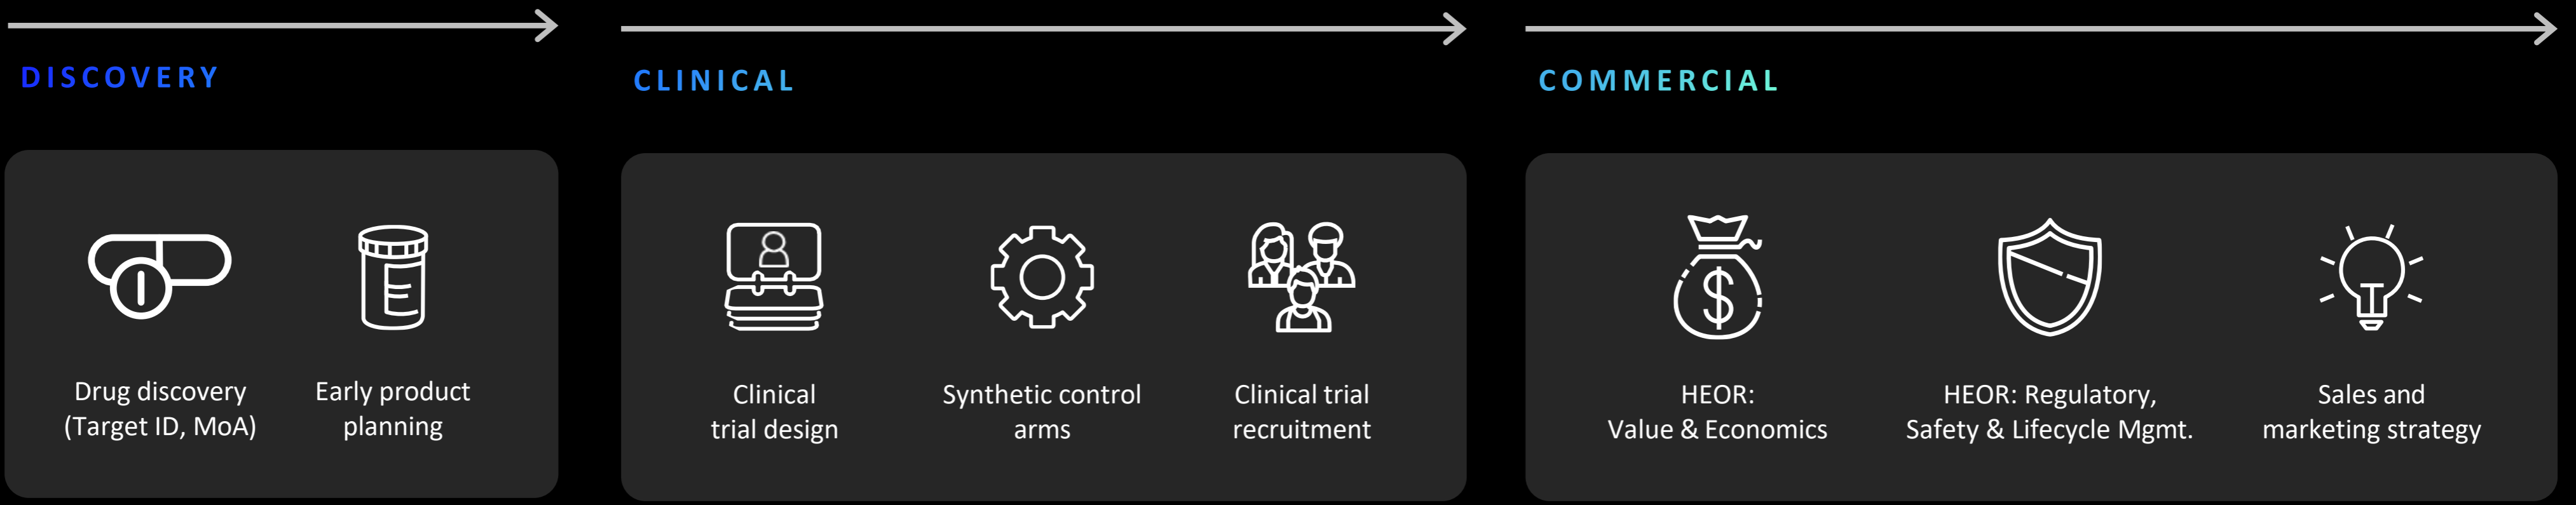 DISCOVERY
Drug discovery
(Target ID, MoA)
Early product
planning
CLINICAL
Clinical
trial design
Synthetic control
arms
Clinical trial
recruitment
COMMERCIAL
$
HEOR:
Value & Economics
HEOR: Regulatory,
Safety & Lifecycle Mgmt.
Sales and
marketing strategy